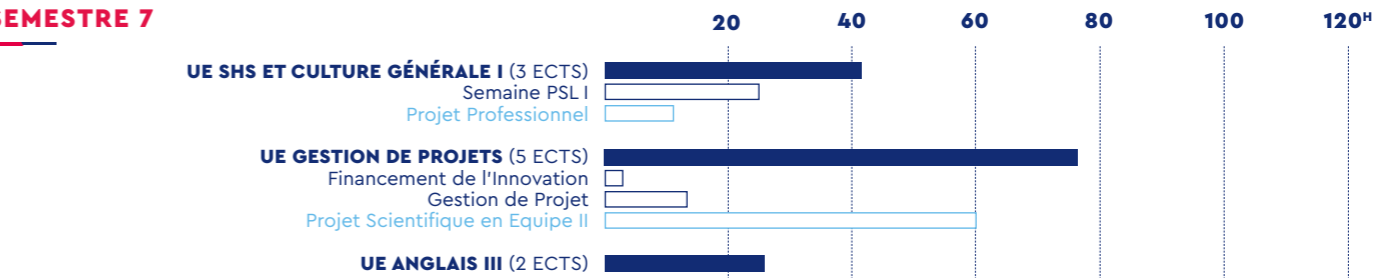 SEMESTRE 7
20 40 60 80 100 120H
UE SHS ET CULTURE GÉNÉRALE I (3 ECTS)
Semaine PSL I
Projet Professionnel
UE GESTION DE PROJETS (5 ECTS)
Financement de l'Innovation
Gestion de Projet
Projet Scientifique en Equipe II
UE ANGLAIS III (2 ECTS)